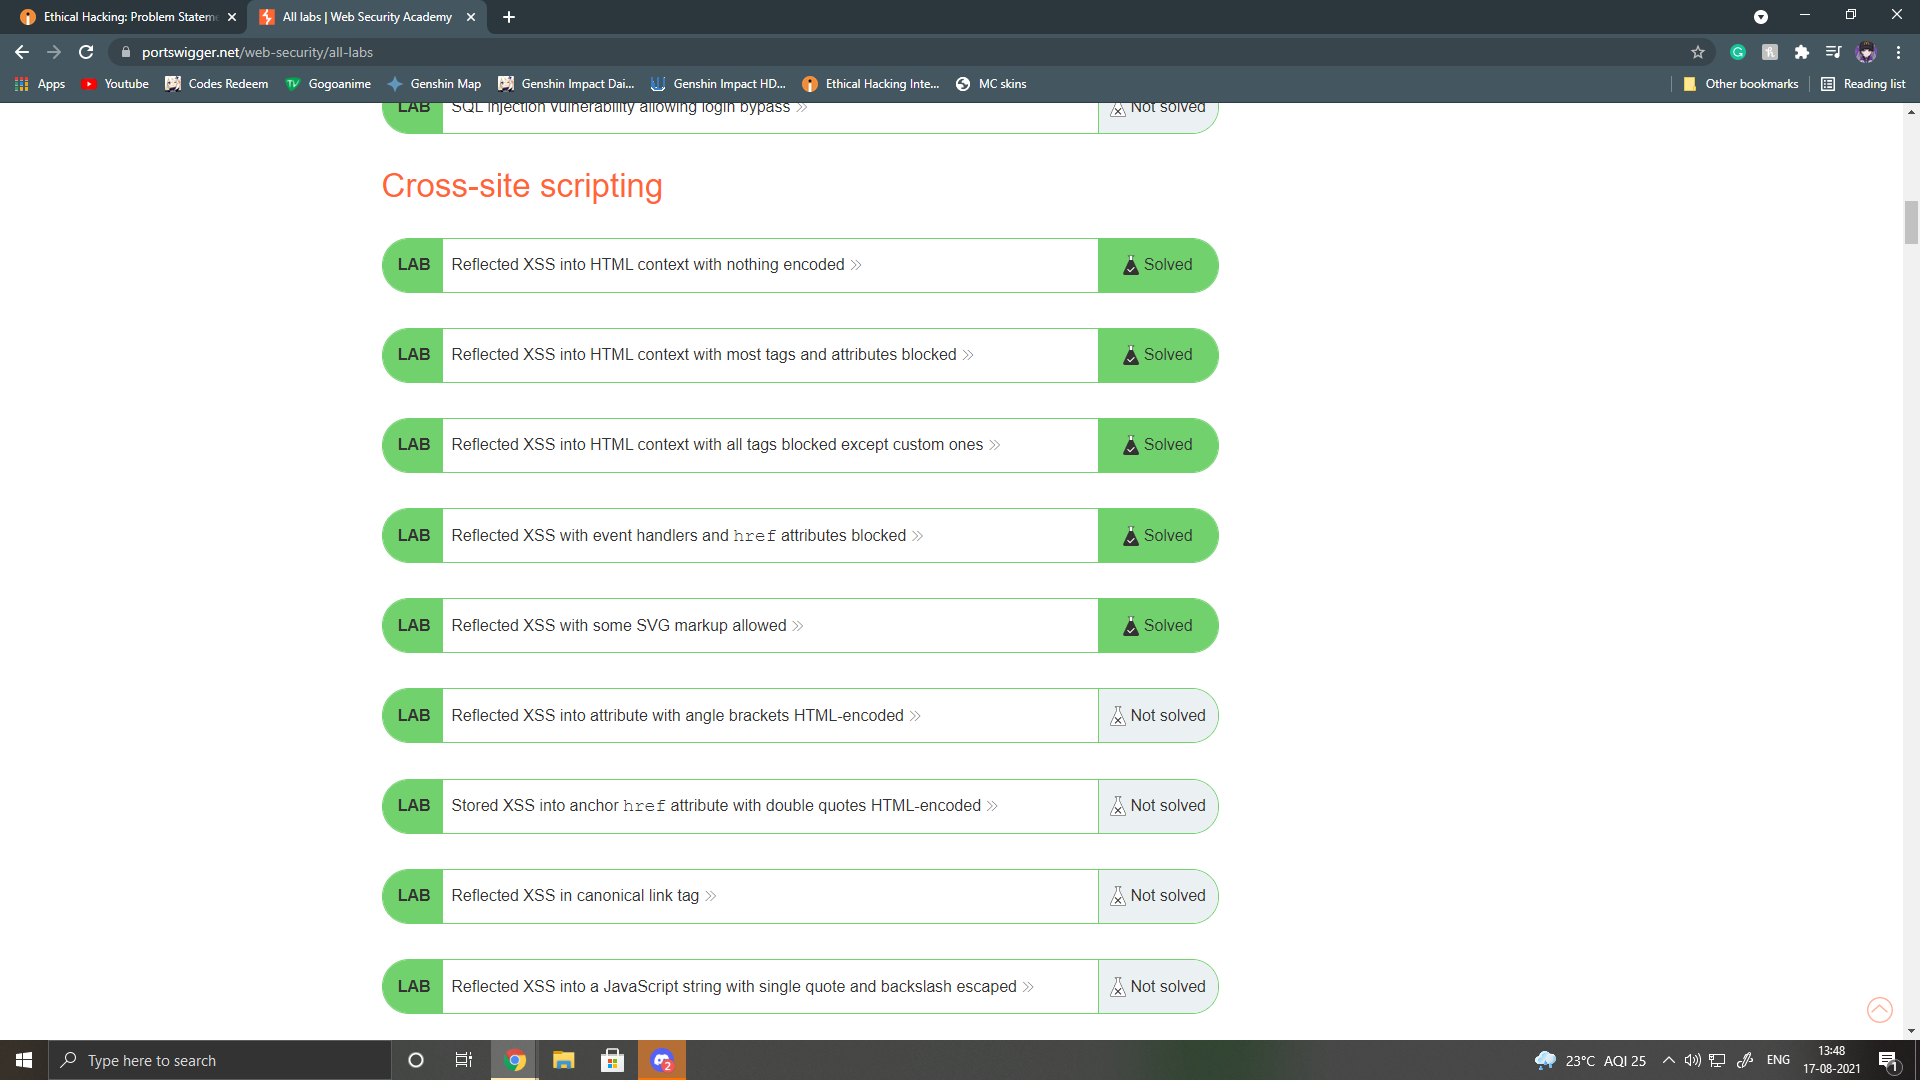 Ethical Hacking: Problem Stateme
All labs | Web Security Academy
portswigger.net/web-security/all-labs
Apps
Youtube
Codes Redeem
Gogoanime
Genshin Map
Genshin Impact Dai...
Genshin Impact HD...
Ethical Hacking Inte...
MC skins
Other bookmarks
Reading list
LAB SQL injection vulnerability allowing login bypass » Not solved
Cross-site scripting
LAB Reflected XSS into HTML context with nothing encoded » Solved
LAB Reflected XSS into HTML context with most tags and attributes blocked » Solved
LAB Reflected XSS into HTML context with all tags blocked except custom ones » Solved
LAB Reflected XSS with event handlers and href attributes blocked » Solved
LAB Reflected XSS with some SVG markup allowed » Solved
LAB Reflected XSS into attribute with angle brackets HTML-encoded » Not solved
LAB Stored XSS into anchor href attribute with double quotes HTML-encoded » Not solved
LAB Reflected XSS in canonical link tag » Not solved
LAB Reflected XSS into a JavaScript string with single quote and backslash escaped » Not solved
Type here to search
2
23°C AQI 25
ENG
13:48
17-08-2021
1